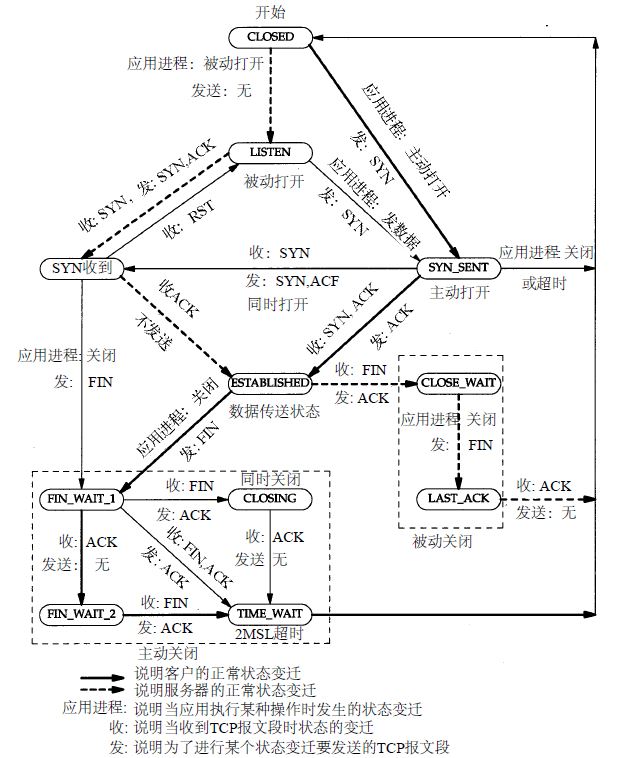 开始
CLOSED
应用进程：被动打开
发送：无
应用进程：主动打开
发：SYN
LISTEN
被动打开
收：SYN，发：SYN,ACK
收：RST
应用进程：发数据
发：SYN
SYN收到
收：SYN
发：SYN,ACF
同时打开
SYN_SENT
主动打开
应用进程:关闭
或超时
收ACK
不发送
收：SYN, ACK
发：ACK
应用进程:关闭
发：FIN
ESTABLISHED
数据传送状态
收：FIN
发：ACK
CLOSE_WAIT
应用进程：关闭
发：FIN
应用进程：关闭
发：FIN
LAST_ACK
收：ACK
发送：无
被动关闭
同时关闭
FIN_WAIT_1
收：FIN
发：ACK
CLOSING
收：ACK
发送：无
收：FIN,ACK
发：ACK
收：ACK
发送 无
FIN_WAIT_2
收：FIN
发：ACK
TIME_WAIT
2MSL超时
主动关闭
说明客户的正常状态变迁
说明服务器的正常状态变迁
应用进程：说明当应用执行某种操作时发生的状态变迁
收：说明当收到TCP报文段时状态的变迁
发：说明为了进行某个状态变迁要发送的TCP报文段